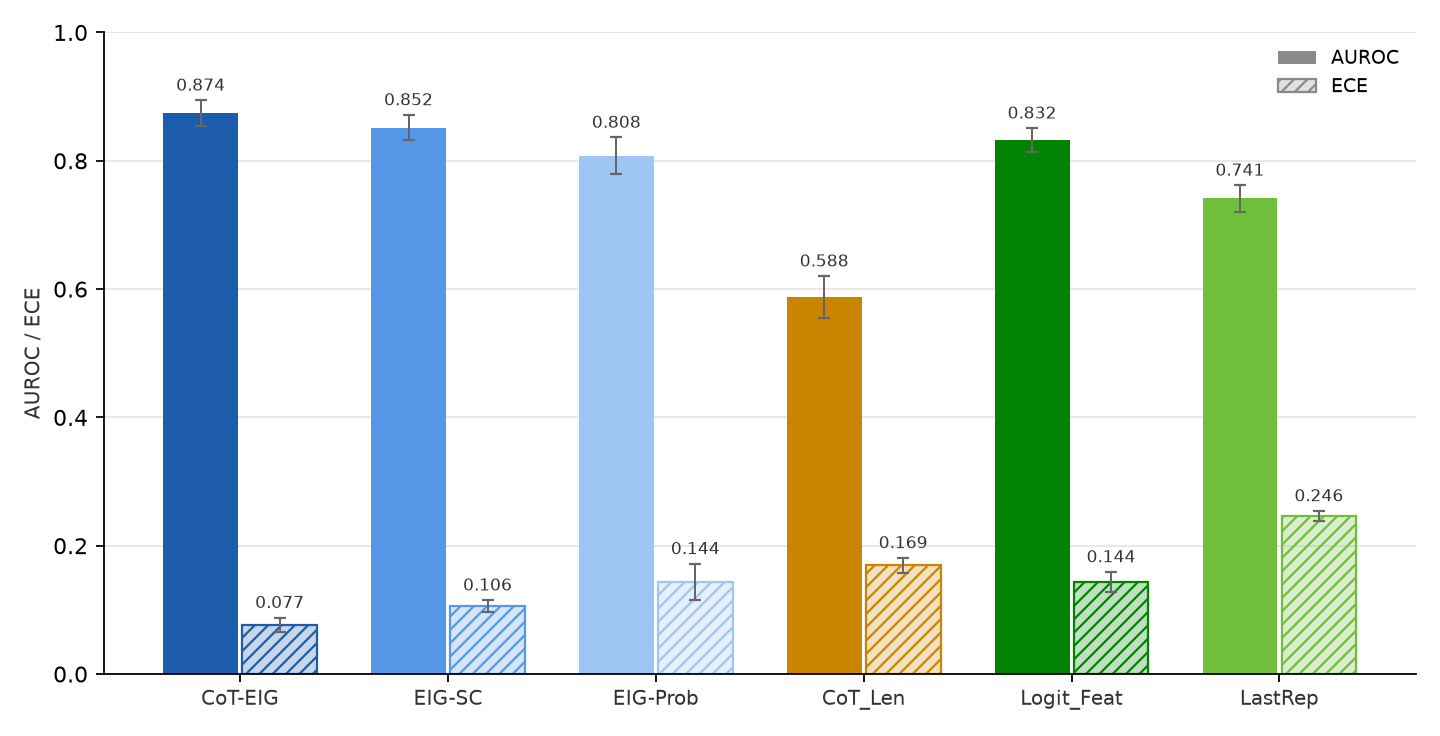 AUROC / ECE
1.0
0.8
0.6
0.4
0.2
0.0
AUROC
ECE
0.874
0.077
0.852
0.106
0.808
0.144
0.588
0.169
0.832
0.144
0.741
0.246
CoT-EIG
EIG-SC
EIG-Prob
CoT_Len
Logit_Feat
LastRep